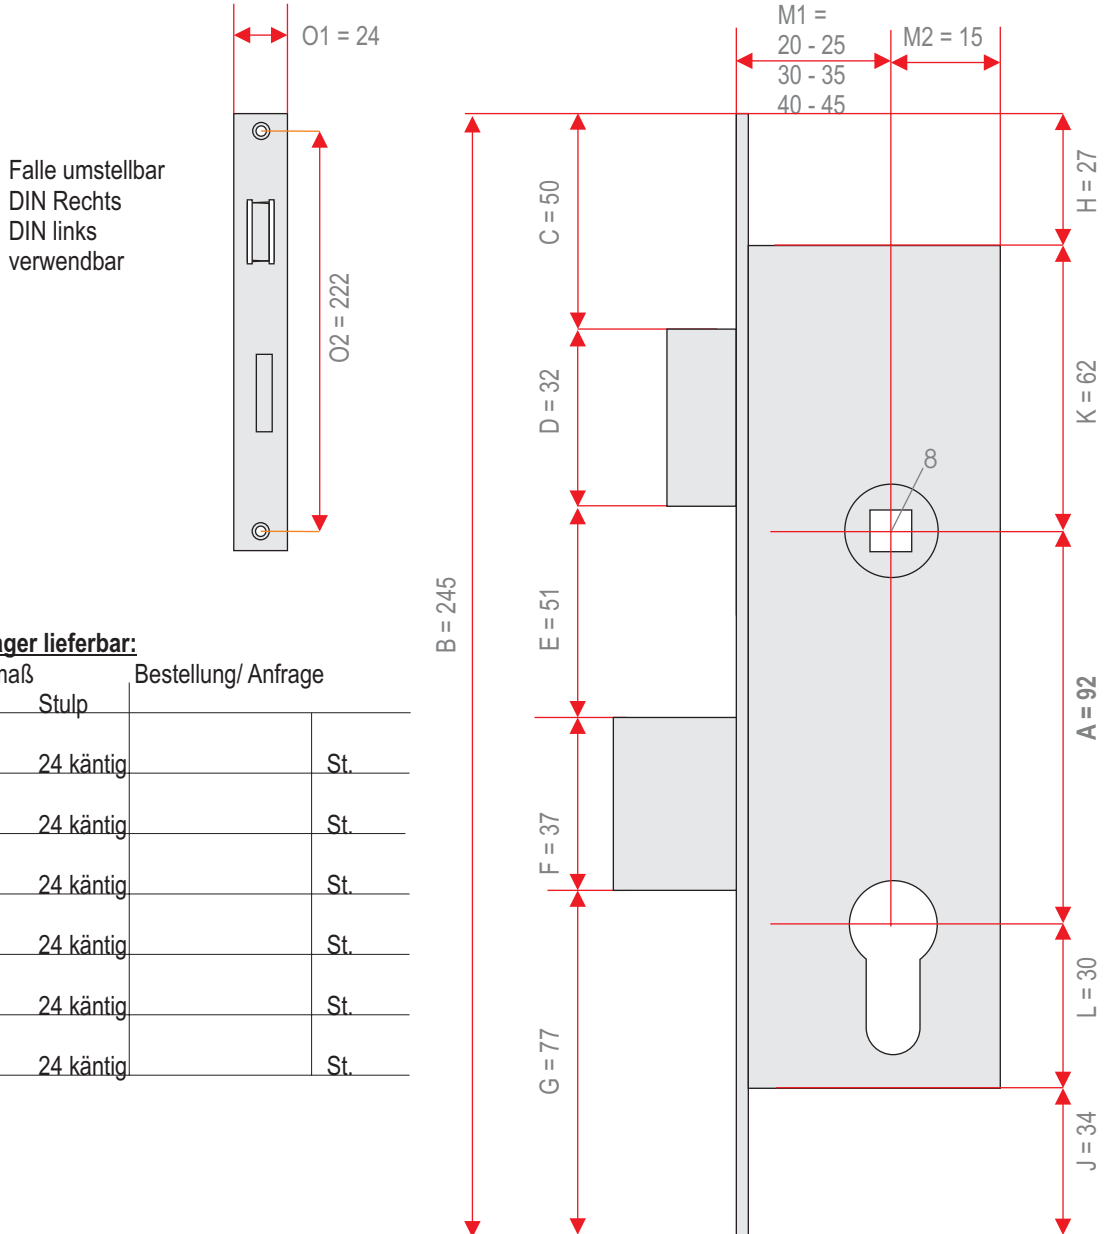 O1 = 24
M1 =
20 - 25
30 - 35
40 - 45
M2 = 15
Falle umstellbar
DIN Rechts
DIN links
verwendbar
O2 = 222
C = 50
H = 27
D = 32
K = 62
8
B = 245
E = 51
A = 92
F = 37
L = 30
G = 77
J = 34
ager lieferbar:
maß Bestellung/ Anfrage
Stulp
24 käntig St.
24 käntig St.
24 käntig St.
24 käntig St.
24 käntig St.
24 käntig St.